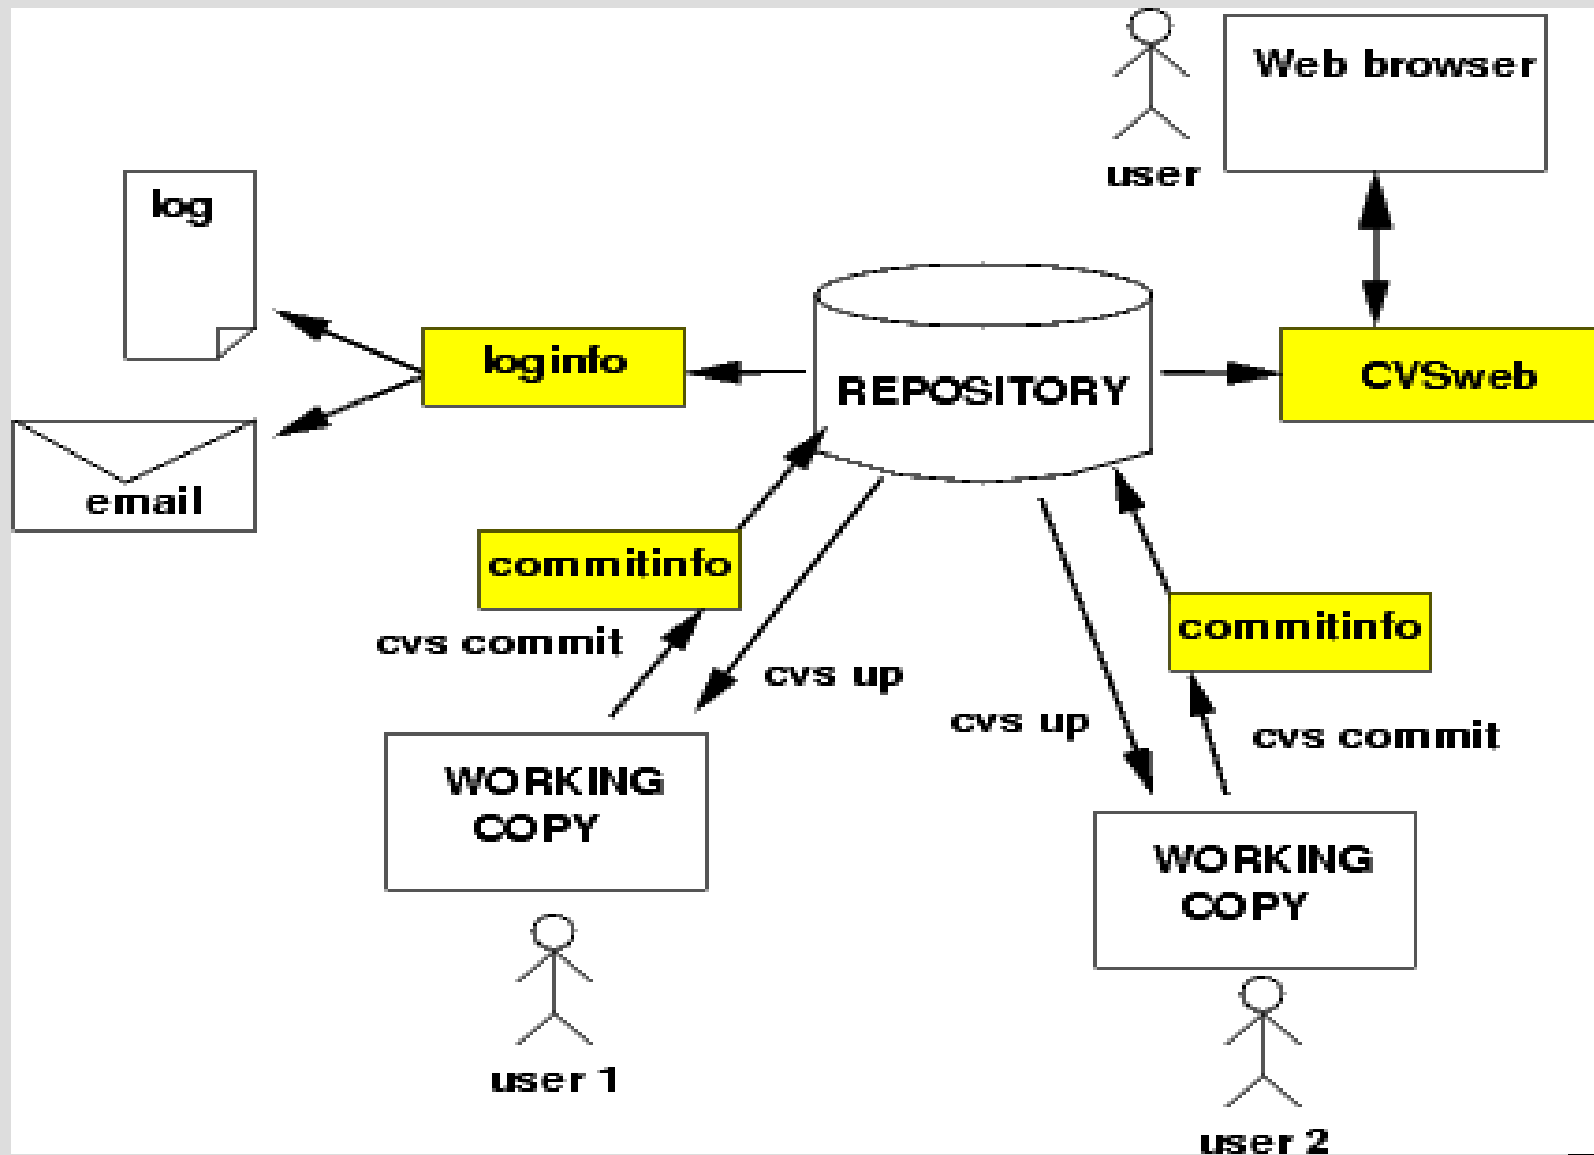 Web browser
user
log
loginfo
REPOSITORY
CVSweb
email
commitinfo
commitinfo
cvs commit
cvs up
cvs up
cvs commit
WORKING
COPY
WORKING
COPY
user 1
user 2